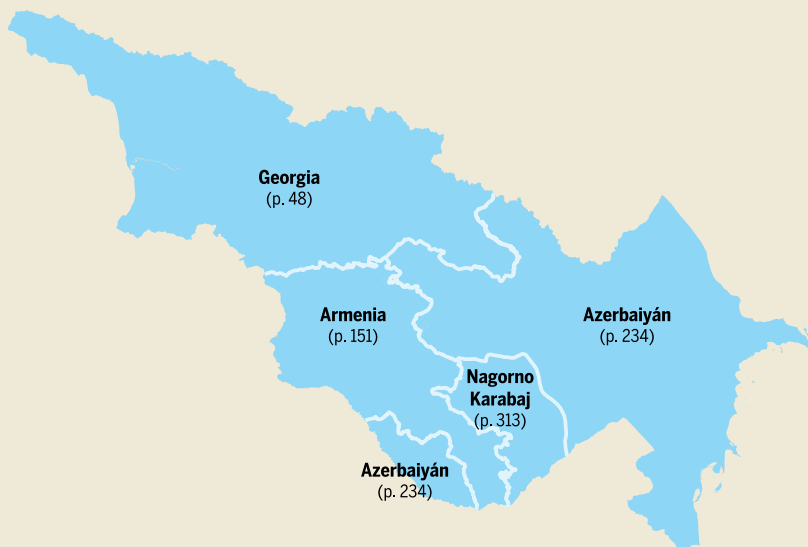 Georgia
(p. 48)
Armenia
(p. 151)
Azerbaiyán
(p. 234)
Nagorno
Karabaj
(p. 313)
Azerbaiyán
(p. 234)